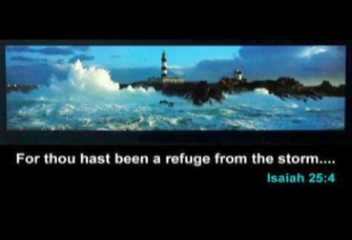 For thou hast been a refuge from the storm....
Isaiah 25:4